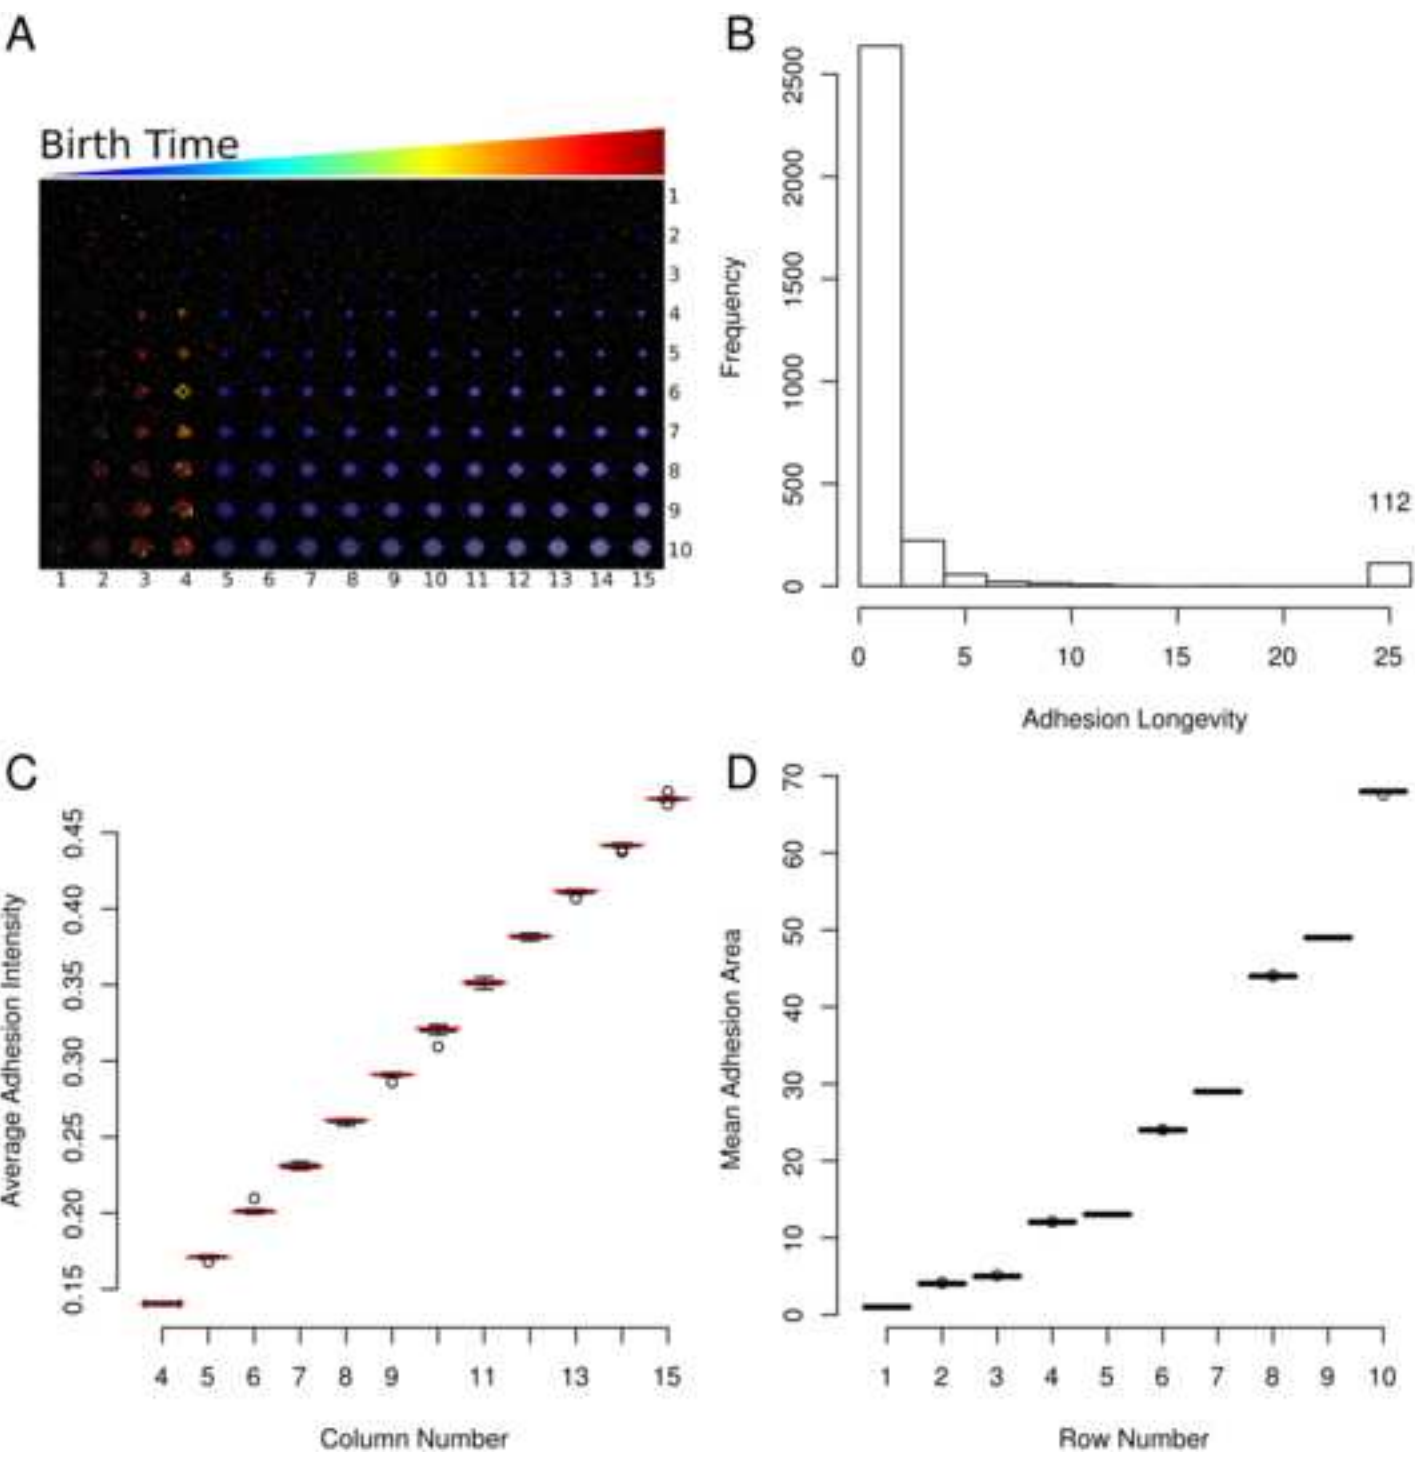 A
Birth Time
1
2
3
4
5
6
7
8
9
10
1 2 3 4 5 6 7 8 9 10 11 12 13 14 15
B
Frequency
2500
2000
1500
1000
500
0
112
0 5 10 15 20 25
Adhesion Longevity
C
Average Adhesion Intensity
0.45
0.40
0.35
0.30
0.25
0.20
0.15
4 5 6 7 8 9 11 13 15
Column Number
D
Mean Adhesion Area
70
60
50
40
30
20
10
0
1 2 3 4 5 6 7 8 9 10
Row Number